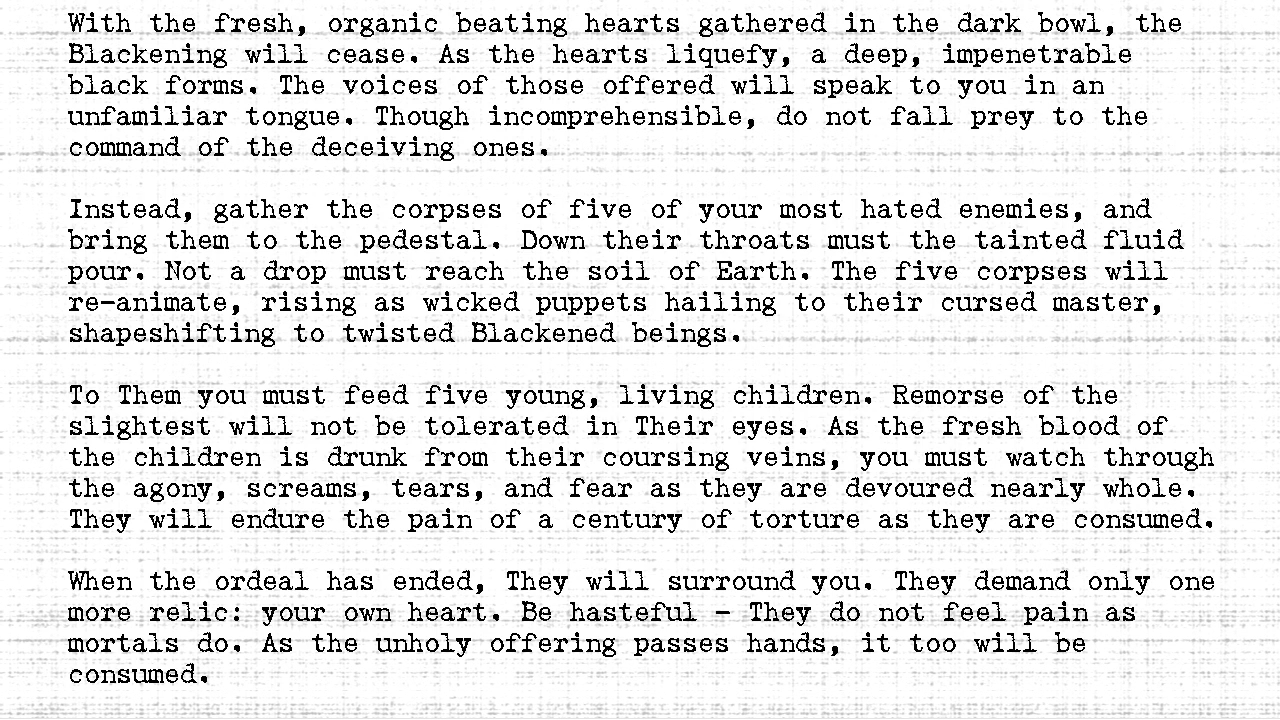 With the fresh, organic beating hearts gathered in the dark bowl, the
Blackening will cease. As the hearts liquefy, a deep, impenetrable
black forms. The voices of those offered will speak to you in an
unfamiliar tongue. Though incomprehensible, do not fall prey to the
command of the deceiving ones.
Instead, gather the corpses of five of your most hated enemies, and
bring them to the pedestal. Down their throats must the tainted fluid
pour. Not a drop must reach the soil of Earth. The five corpses will
re-animate, rising as wicked puppets hailing to their cursed master,
shapeshifting to twisted Blackened beings.
To Them you must feed five young, living children. Remorse of the
slightest will not be tolerated in Their eyes. As the fresh blood of
the children is drunk from their coursing veins, you must watch through
the agony, screams, tears, and fear as they are devoured nearly whole.
They will endure the pain of a century of torture as they are consumed.
When the ordeal has ended, They will surround you. They demand only one
more relic: your own heart. Be hasteful - They do not feel pain as
mortals do. As the unholy offering passes hands, it too will be
consumed.